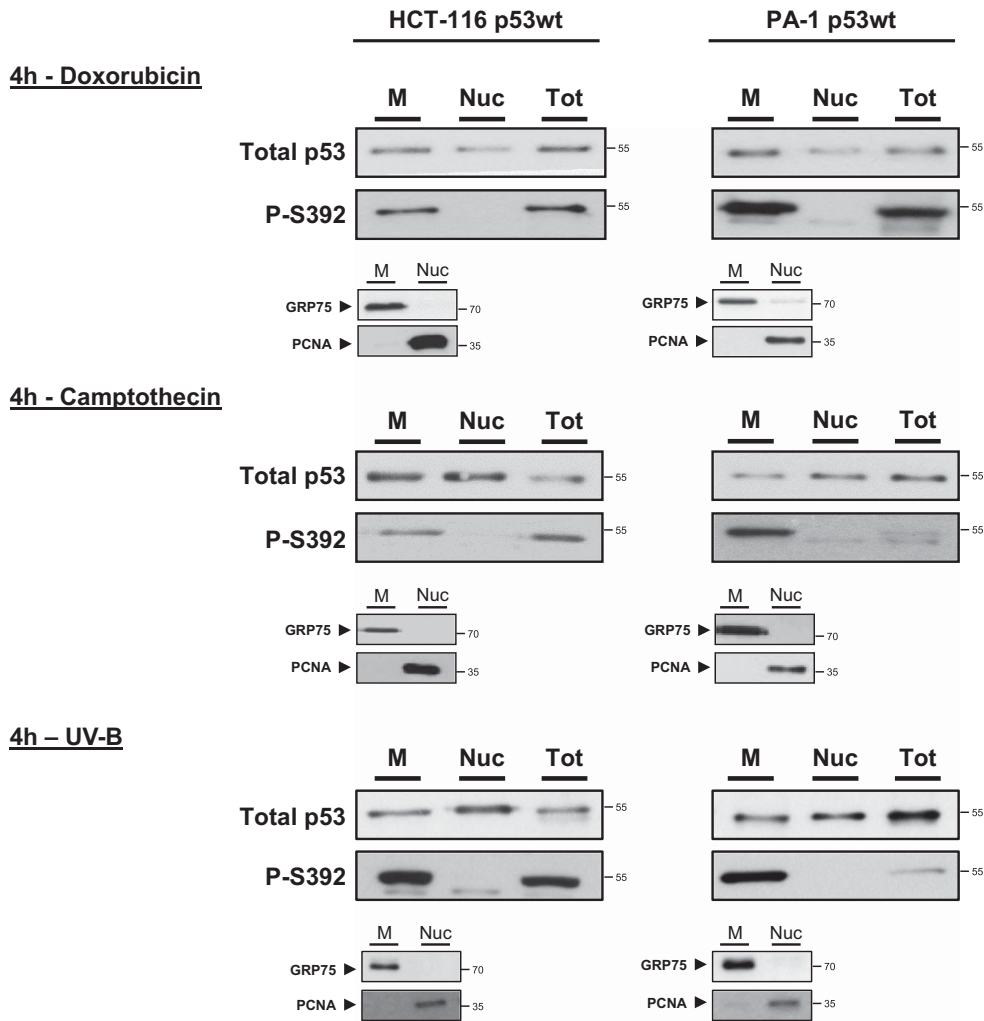 HCT-116 p53wt PA-1 p53wt
4h - Doxorubicin
M Nuc Tot M Nuc Tot
Total p53 55 55
P-S392 55 55
M Nuc M Nuc
GRP75 ► 70 GRP75 ► 70
PCNA ► 35 PCNA ► 35
4h - Camptothecin
M Nuc Tot M Nuc Tot
Total p53 55 55
P-S392 55 55
M Nuc M Nuc
GRP75 ► 70 GRP75 ► 70
PCNA ► 35 PCNA ► 35
4h – UV-B
M Nuc Tot M Nuc Tot
Total p53 55 55
P-S392 55 55
M Nuc M Nuc
GRP75 ► 70 GRP75 ► 70
PCNA ► 35 PCNA ► 35